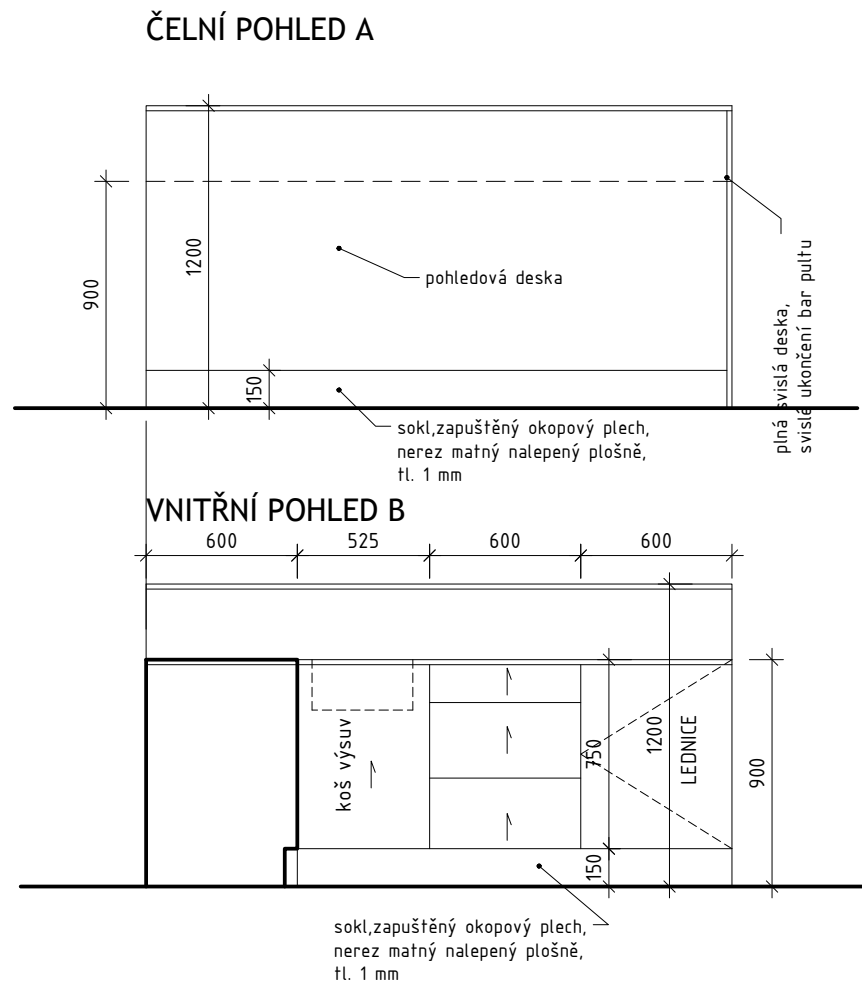 ČELNÍ POHLED A
1200
900
pohledová deska
150
plná svislá deska,
svislé ukončení bar pultu
sokl,zapuštěný okopový plech,
nerez matný nalepený plošně,
tl. 1 mm
VNITŘNÍ POHLED B
600
525
600
600
koš výsuv
750
1200
LEDNICE
900
150
sokl,zapuštěný okopový plech,
nerez matný nalepený plošně,
tl. 1 mm